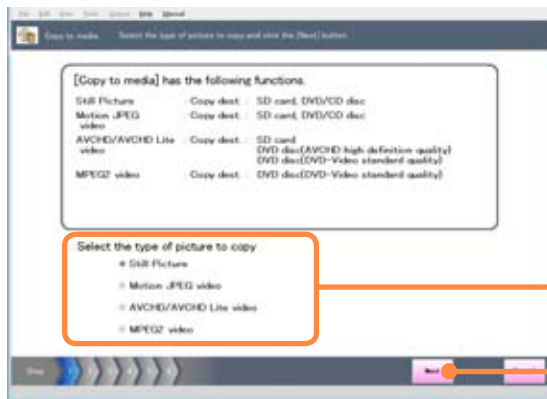 Copy to media Select the type of picture to copy and click the [Next] button.
[Copy to media] has the following functions.
Still Picture : Copy dest. : SD card, DVD/CD disc
Motion JPEG video : Copy dest. : SD card, DVD/CD disc
AVCHD/AVCHD Lite video : Copy dest. : SD card
DVD disc(AVCHD high definition quality)
DVD disc(DVD-Video standard quality)
MPEG2 video : Copy dest. : DVD disc(DVD-Video standard quality)
Select the type of picture to copy
Still Picture
Motion JPEG video
AVCHD/AVCHD Lite video
MPEG2 video
Step 1
Next